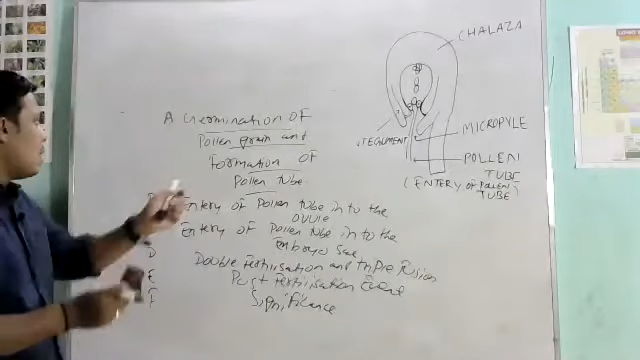 A Germination of
Pollen grain and
Formation of
Pollen tube
Entery of Pollen tube in to the
ovule
Entery of Pollen tube in to the
Embryo Sac
D Double Fertilisation and triple Fusion
E Post Fertilisation Event
F Significance
CHALAZA
ITEGUMENT
MICROPYLE
POLLEN
TUBE
(ENTERY OF POLLEN
TUBE)